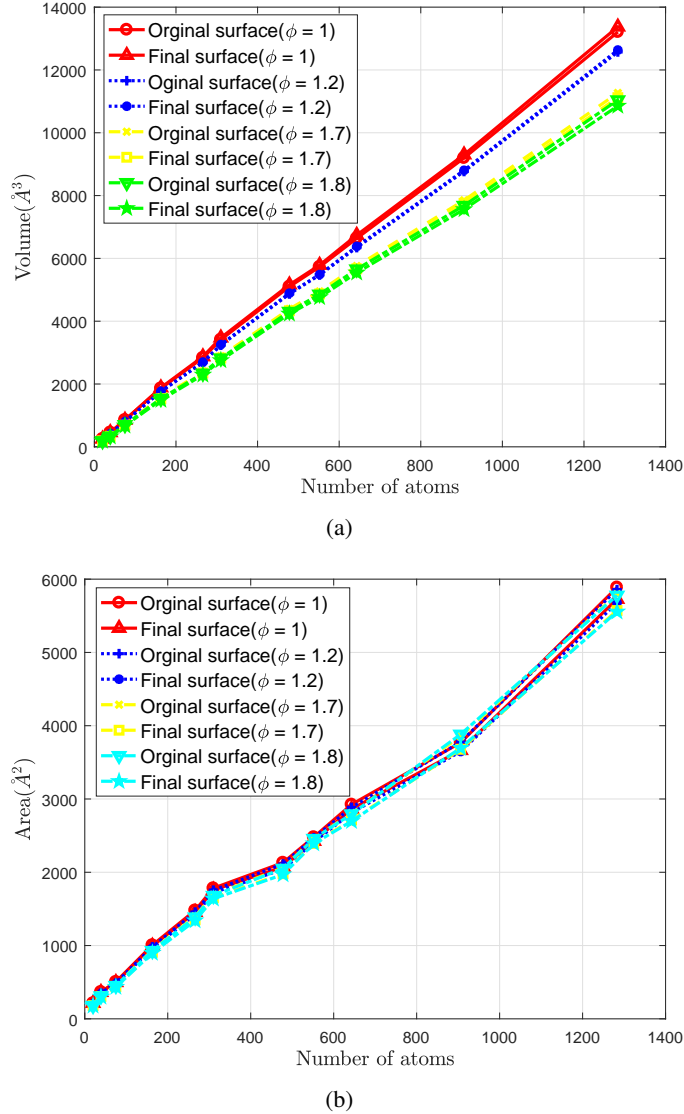 14000
12000
10000
8000
6000
4000
2000
0
Volume(Å³)
Orginal surface(ϕ = 1)
Final surface(ϕ = 1)
Oginal surface(ϕ = 1.2)
Final surface(ϕ = 1.2)
Orginal surface(ϕ = 1.7)
Final surface(ϕ = 1.7)
Orginal surface(ϕ = 1.8)
Final surface(ϕ = 1.8)
0 200 400 600 800 1000 1200 1400
Number of atoms
(a)
6000
5000
4000
3000
2000
1000
0
Area(Å²)
Orginal surface(ϕ = 1)
Final surface(ϕ = 1)
Orginal surface(ϕ = 1.2)
Final surface(ϕ = 1.2)
Orginal surface(ϕ = 1.7)
Final surface(ϕ = 1.7)
Orginal surface(ϕ = 1.8)
Final surface(ϕ = 1.8)
0 200 400 600 800 1000 1200 1400
Number of atoms
(b)